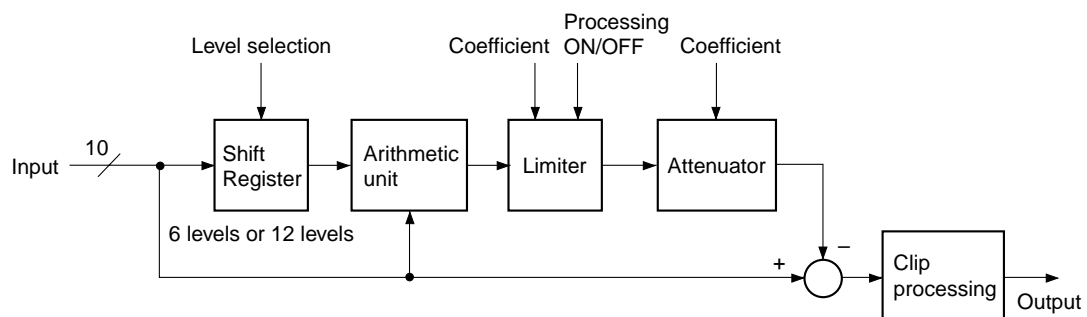 Processing
ON/OFF
Level selection
Coefficient
Coefficient
10
Input
Shift
Register
Arithmetic
unit
Limiter
Attenuator
6 levels or 12 levels
+
−
Clip
processing
Output